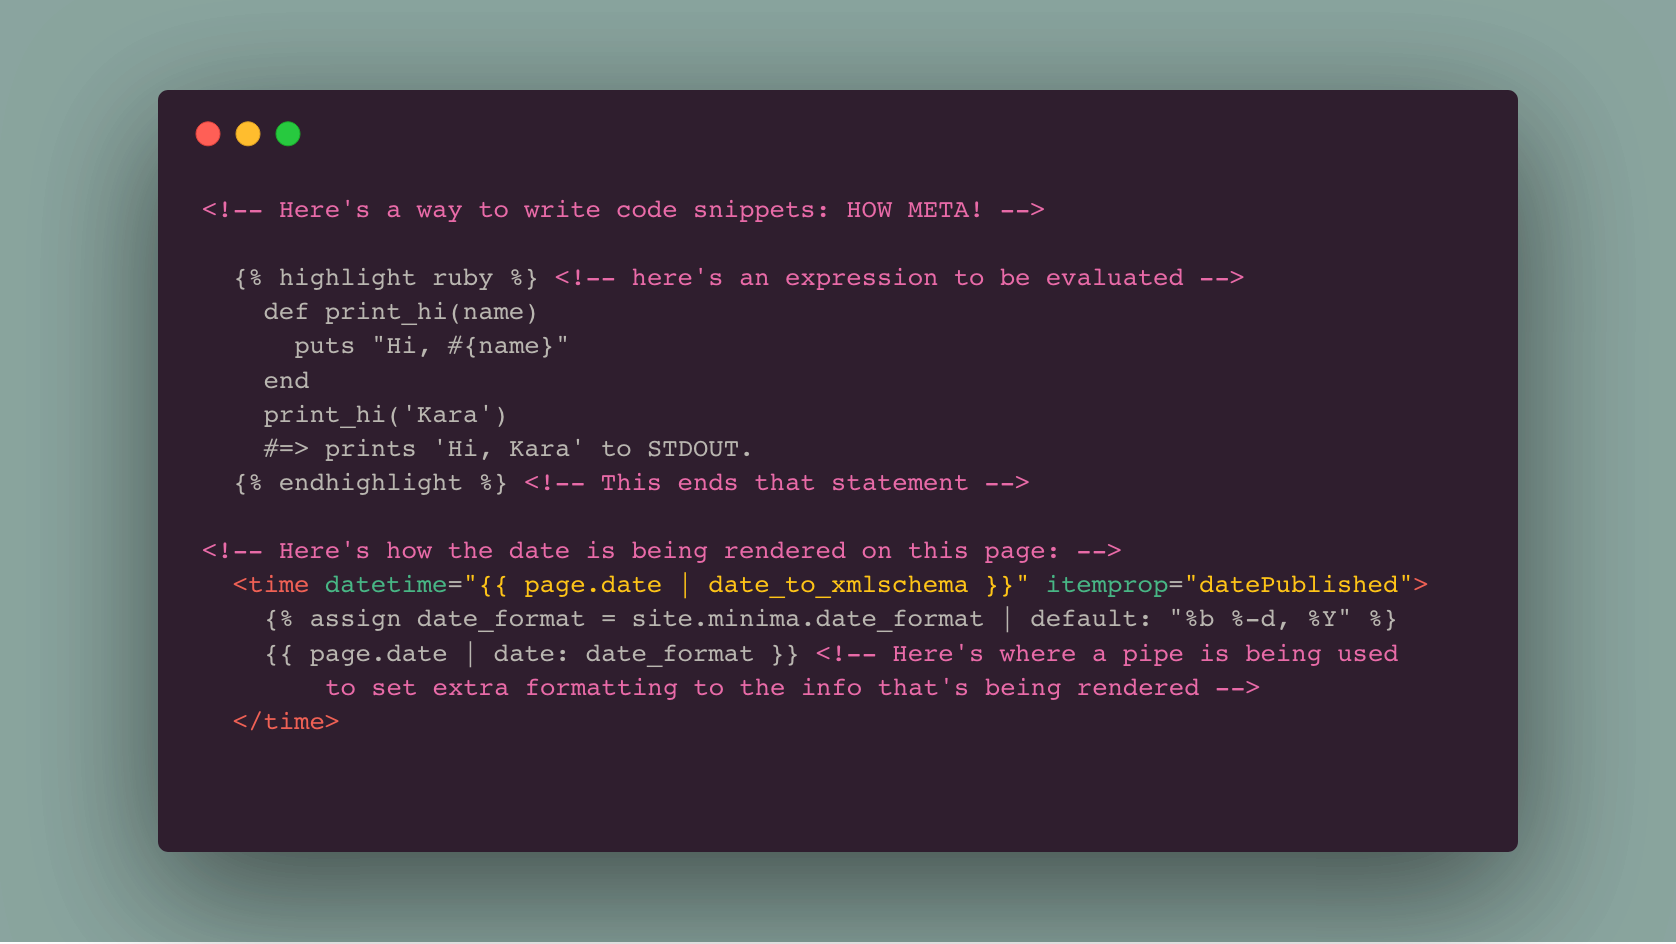 <!-- Here's a way to write code snippets: HOW META! -->
{% highlight ruby %} <!-- here's an expression to be evaluated -->
def print_hi(name)
puts "Hi, #{name}"
end
print_hi('Kara')
#=> prints 'Hi, Kara' to STDOUT.
{% endhighlight %} <!-- This ends that statement -->
<!-- Here's how the date is being rendered on this page: -->
<time datetime="{{ page.date | date_to_xmlschema }}" itemprop="datePublished">
{% assign date_format = site.minima.date_format | default: "%b %-d, %Y" %}
{{ page.date | date: date_format }} <!-- Here's where a pipe is being used
to set extra formatting to the info that's being rendered -->
</time>